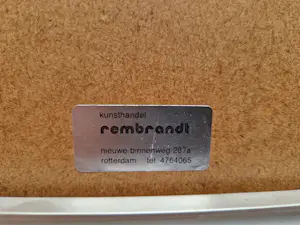 kunsthandel
rembrandt
nieuwe binnenweg 287a
rotterdam tel 4764065